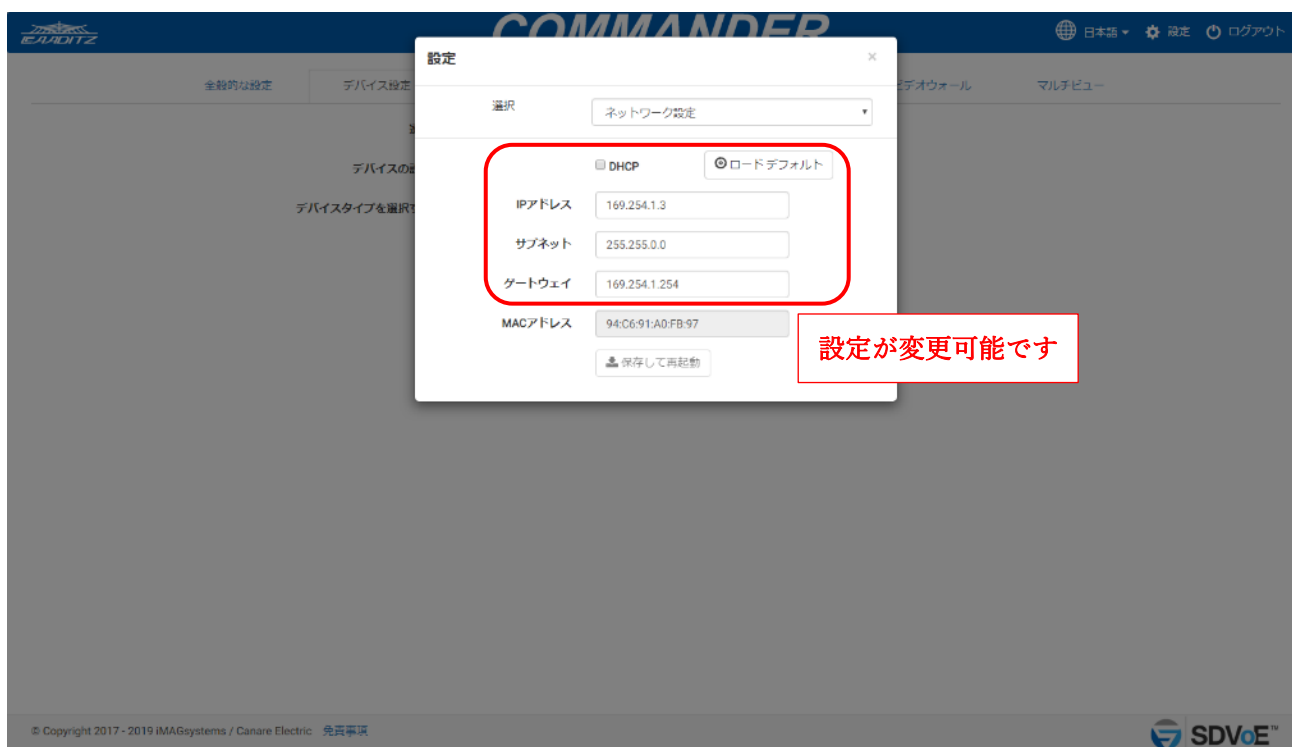 COMMANDER
日本語
設定
ログアウト
全般的な設定
デバイス設定
ビデオウォール
マルチビュー
設定
×
選択
ネットワーク設定
デバイスの
デバイスタイプを選択
DHCP
ロード デフォルト
IPアドレス
169.254.1.3
サブネット
255.255.0.0
ゲートウェイ
169.254.1.254
MACアドレス
94:C6:91:A0:FB:97
保存して再起動
設定が変更可能です
© Copyright 2017 - 2019 iMAGsystems / Canare Electric 免責事項
SDVoE™